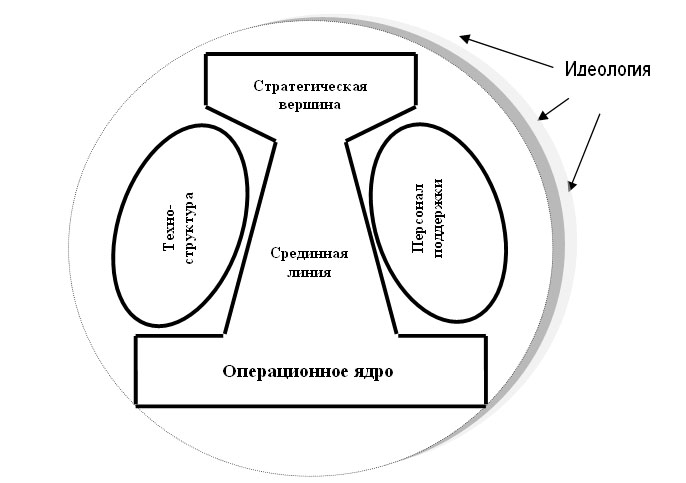 Стратегическая
вершина
Идеология
Техно-
структура
Персонал
поддержки
Срединная
линия
Операционное ядро